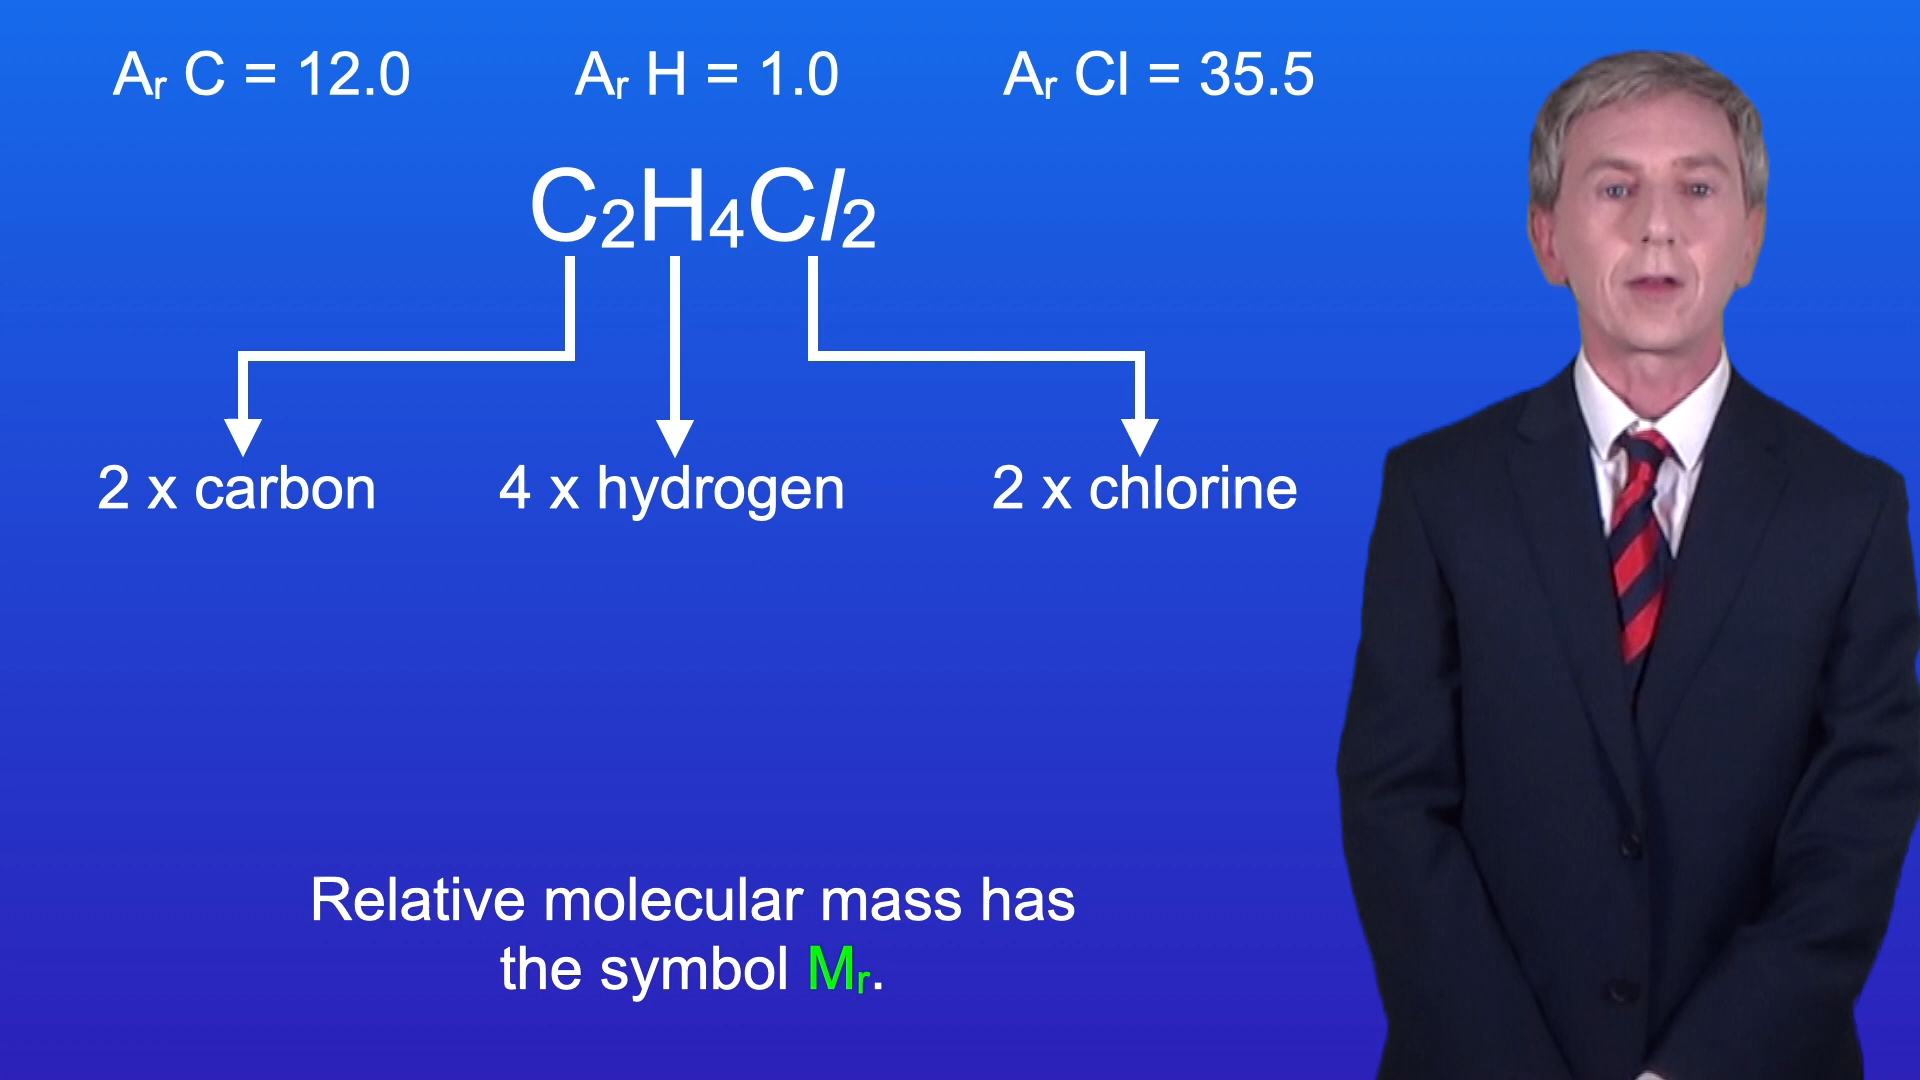 Aᵣ C = 12.0 Aᵣ H = 1.0 Aᵣ Cl = 35.5
C₂H₄Cl₂
2 x carbon 4 x hydrogen 2 x chlorine
Relative molecular mass has
the symbol Mᵣ.